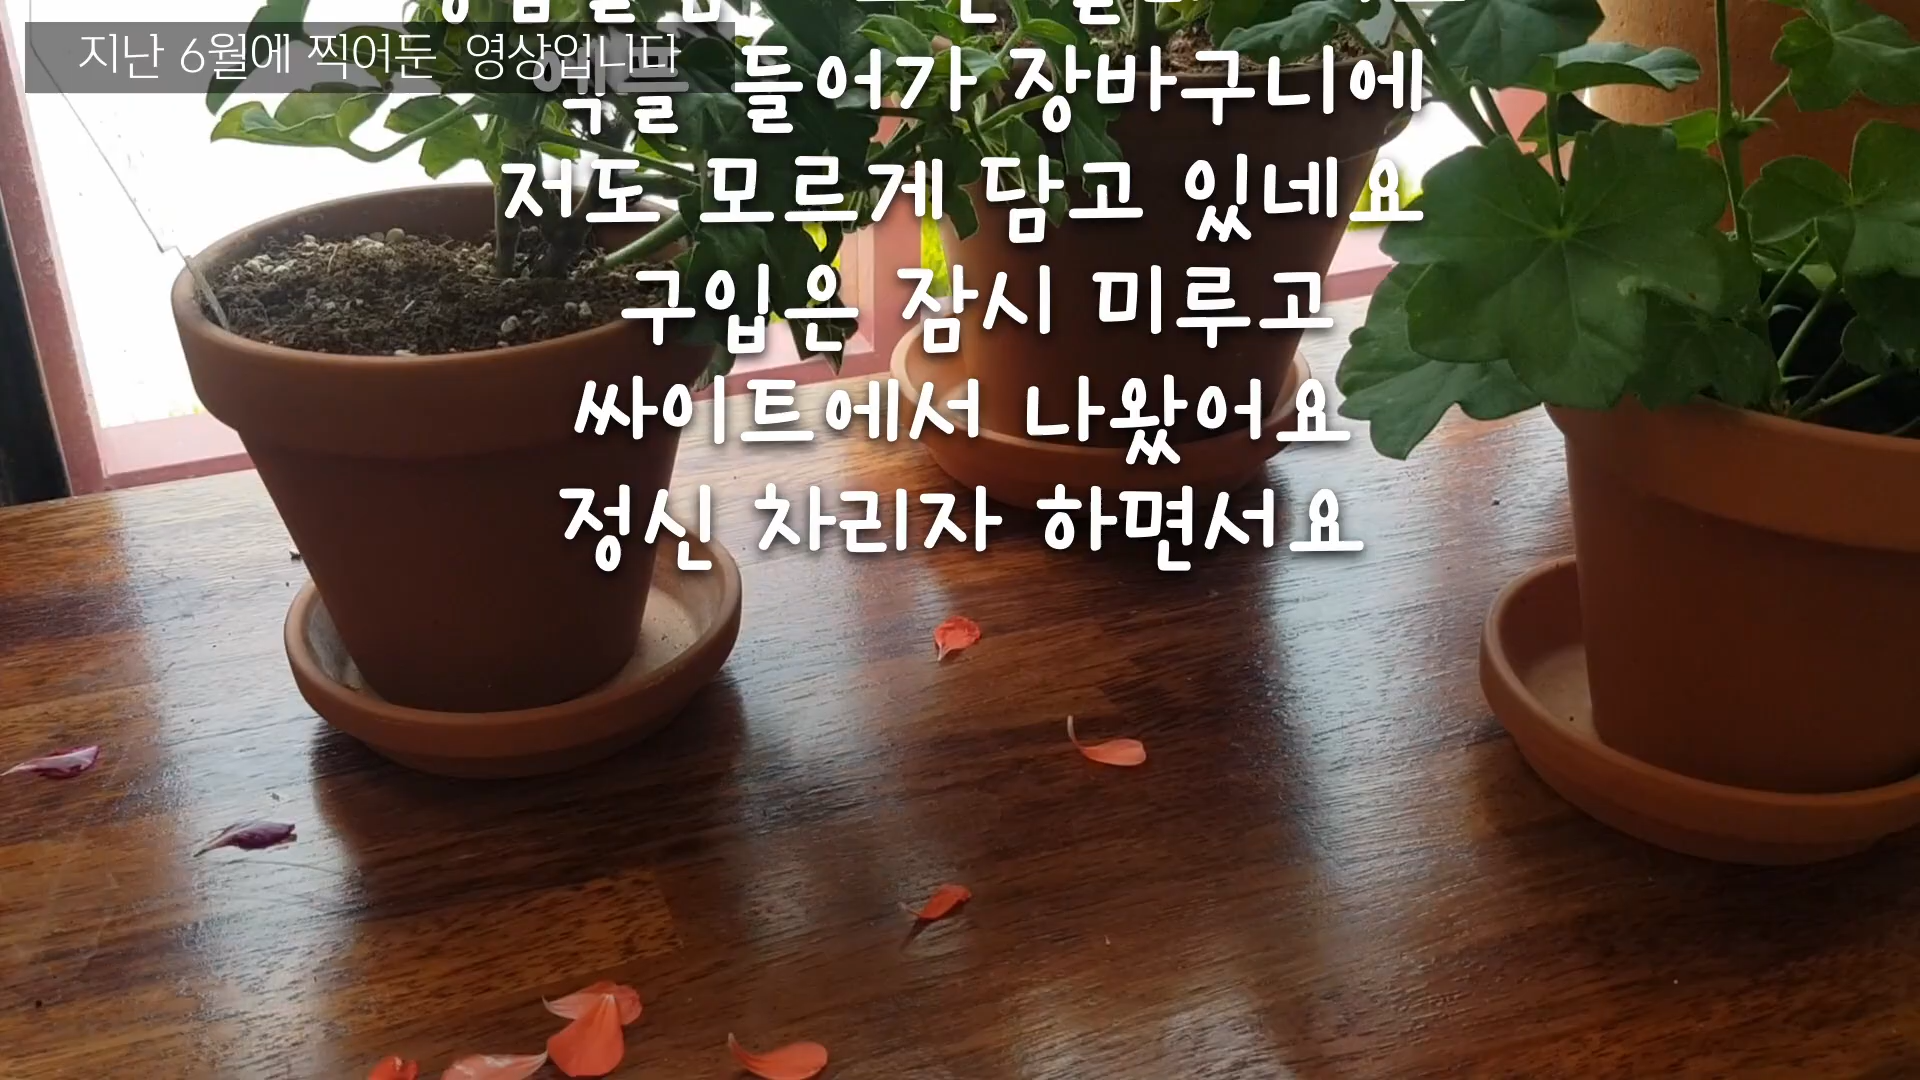 지난 6월에 찍어둔 영상입니다
들어가 장바구니에
저도 모르게 담고 있네요
구입은 잠시 미루고
싸이트에서 나왔어요
정신 차리자 하면서요